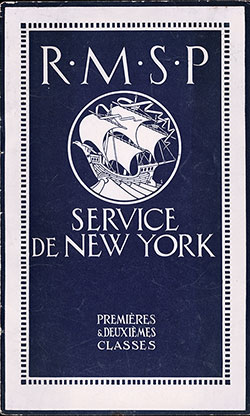 R·M·S·P
SERVICE
DE NEW YORK
PREMIÈRES
& DEUXIÈMES
CLASSES